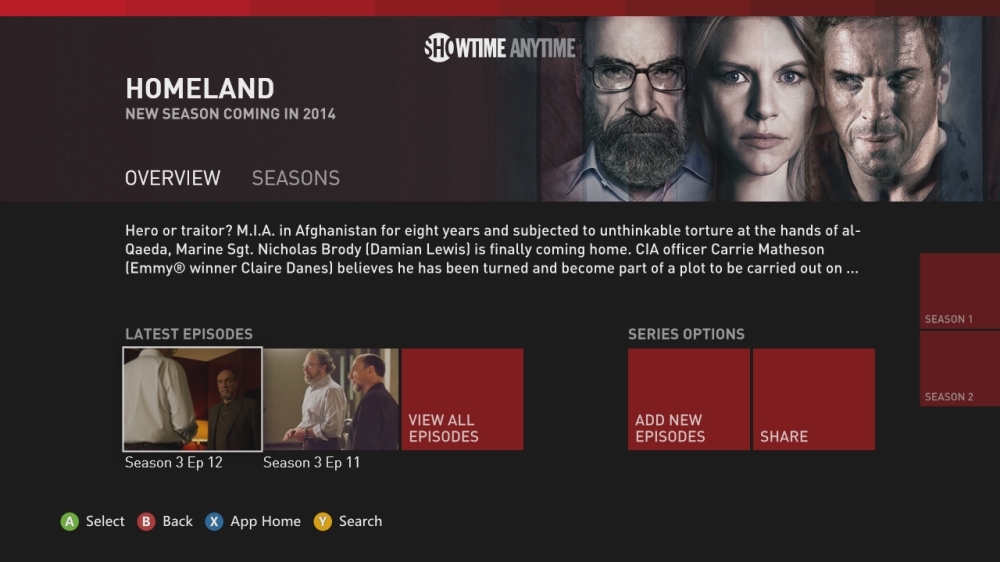 SHOWTIME ANYTIME
HOMELAND
NEW SEASON COMING IN 2014
OVERVIEW SEASONS
Hero or traitor? M.I.A. in Afghanistan for eight years and subjected to unthinkable torture at the hands of al-
Qaeda, Marine Sgt. Nicholas Brody (Damian Lewis) is finally coming home. CIA officer Carrie Matheson
(Emmy® winner Claire Danes) believes he has been turned and become part of a plot to be carried out on ...
LATEST EPISODES
VIEW ALL
EPISODES
Season 3 Ep 12 Season 3 Ep 11
SERIES OPTIONS
ADD NEW
EPISODES
SHARE
SEASON 1
SEASON 2
A Select B Back X App Home Y Search